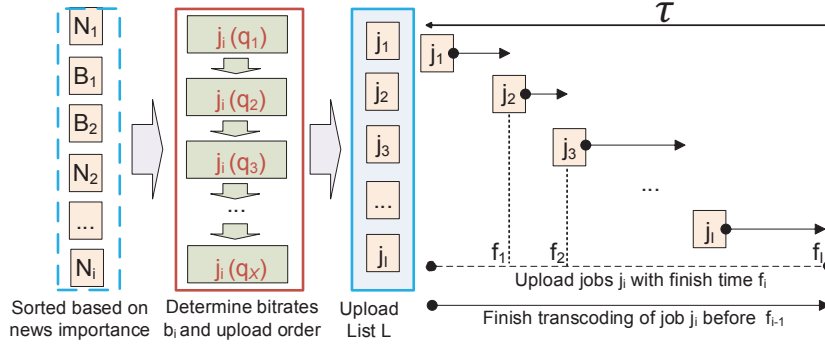 N1
B1
B2
N2
...
Ni
Sorted based on
news importance
ji(q1)
ji(q2)
ji(q3)
...
ji(qX)
Determine bitrates
bi and upload order
j1
j2
j3
...
jl
Upload
List L
τ
j1
j2
j3
...
jl
f1
f2
fl
Upload jobs ji with finish time fi
Finish transcoding of job ji before fi-1